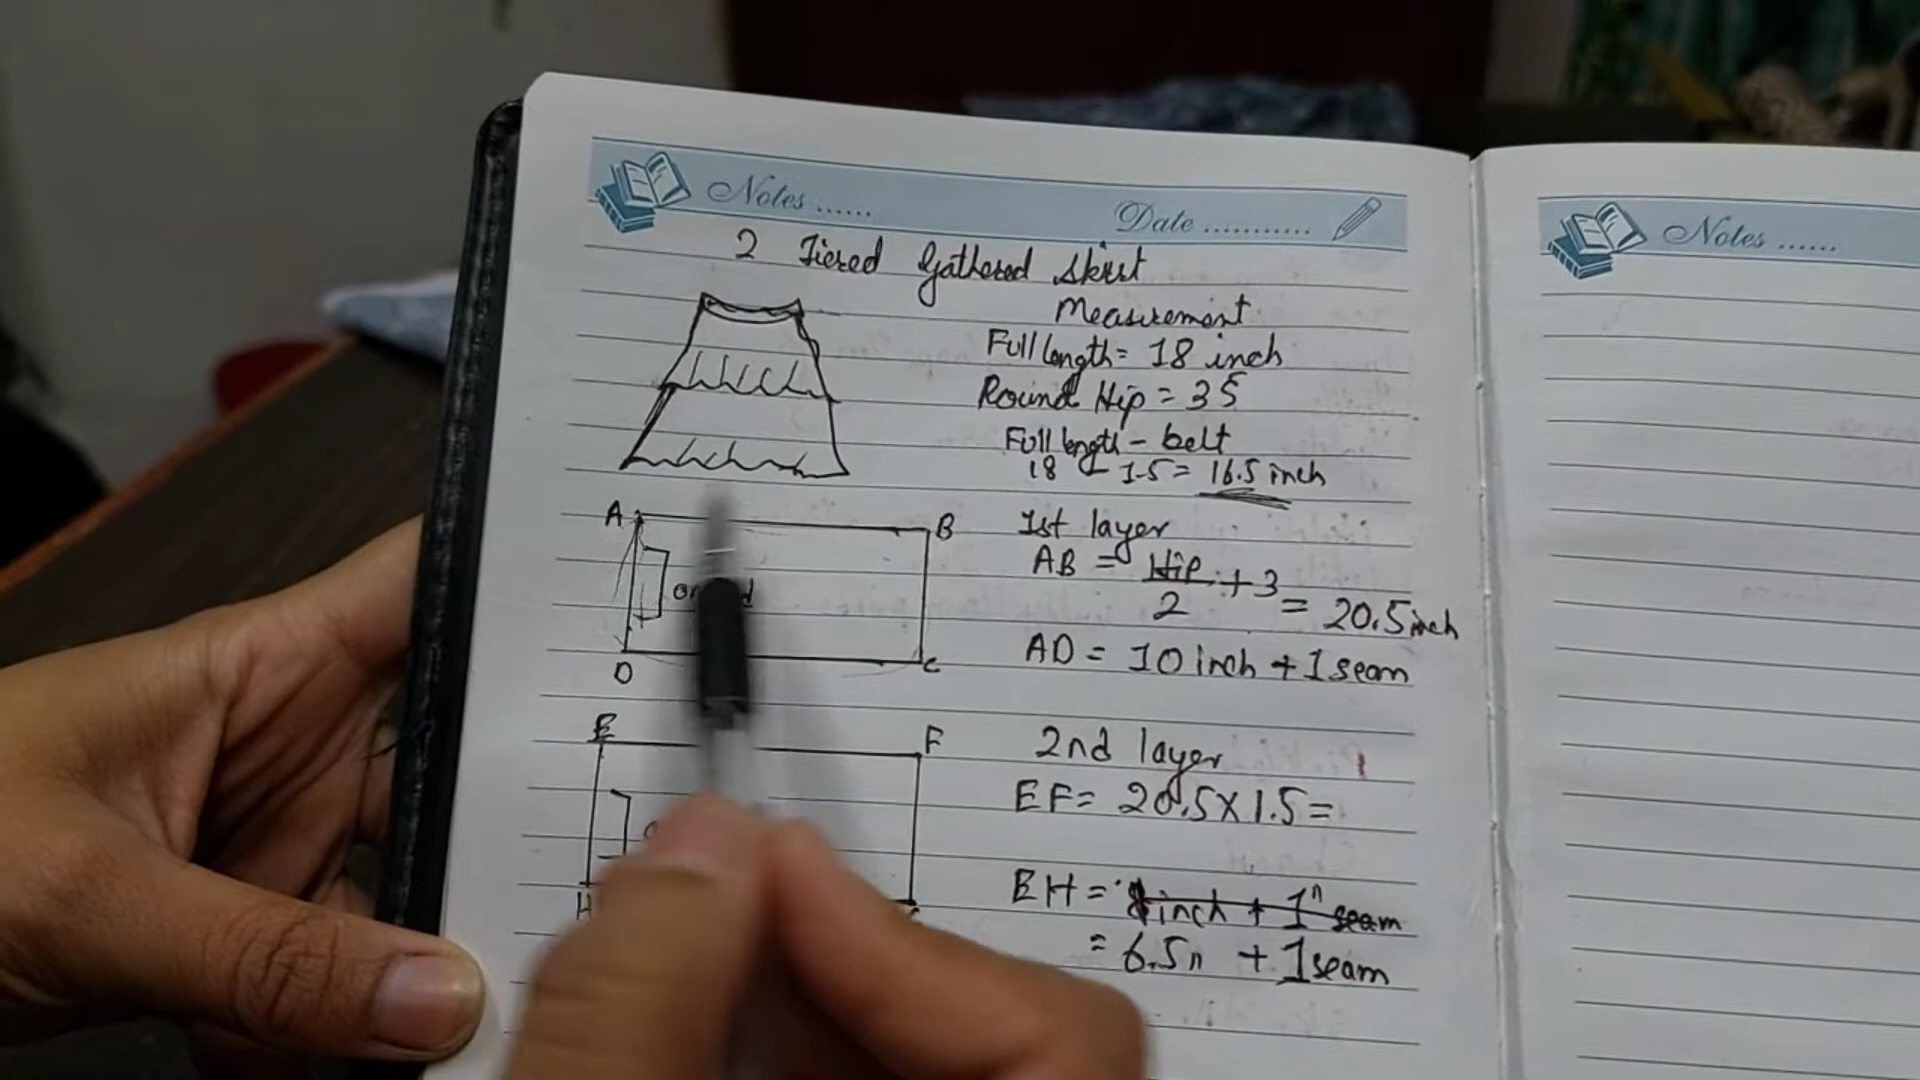 Notes ...... Date ...........
2 Tiered Gathered Skirt
Measurement
Full length = 18 inch
Round Hip = 35
Full length - belt
18 - 1.5 = 16.5 inch
A B
1st layer
AB = Hip/2 + 3 = 20.5 inch
AD = 10 inch + 1 seam
D C
E F
2nd layer
EF = 20.5 X 1.5 =
H
EH = inch + 1" seam
= 6.5" + 1 seam
Notes ......